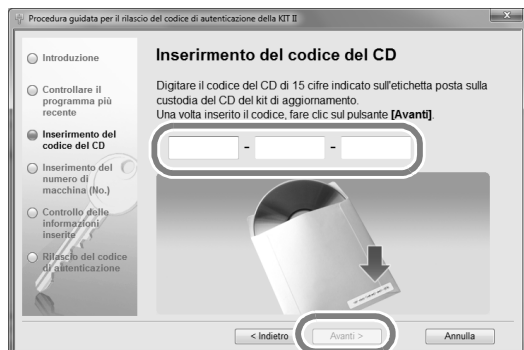 Procedura guidata per il rilascio del codice di autenticazione della KIT II
Introduzione
Controllare il
programma più
recente
Inserirmento del
codice del CD
Inserimento del
numero di
macchina (No.)
Controllo delle
informazioni
inserite
Rilascio del codice
di autenticazione
Inserirmento del codice del CD
Digitare il codice del CD di 15 cifre indicato sull'etichetta posta sulla
custodia del CD del kit di aggiornamento.
Una volta inserito il codice, fare clic sul pulsante [Avanti].
- -
< Indietro Avanti > Annulla